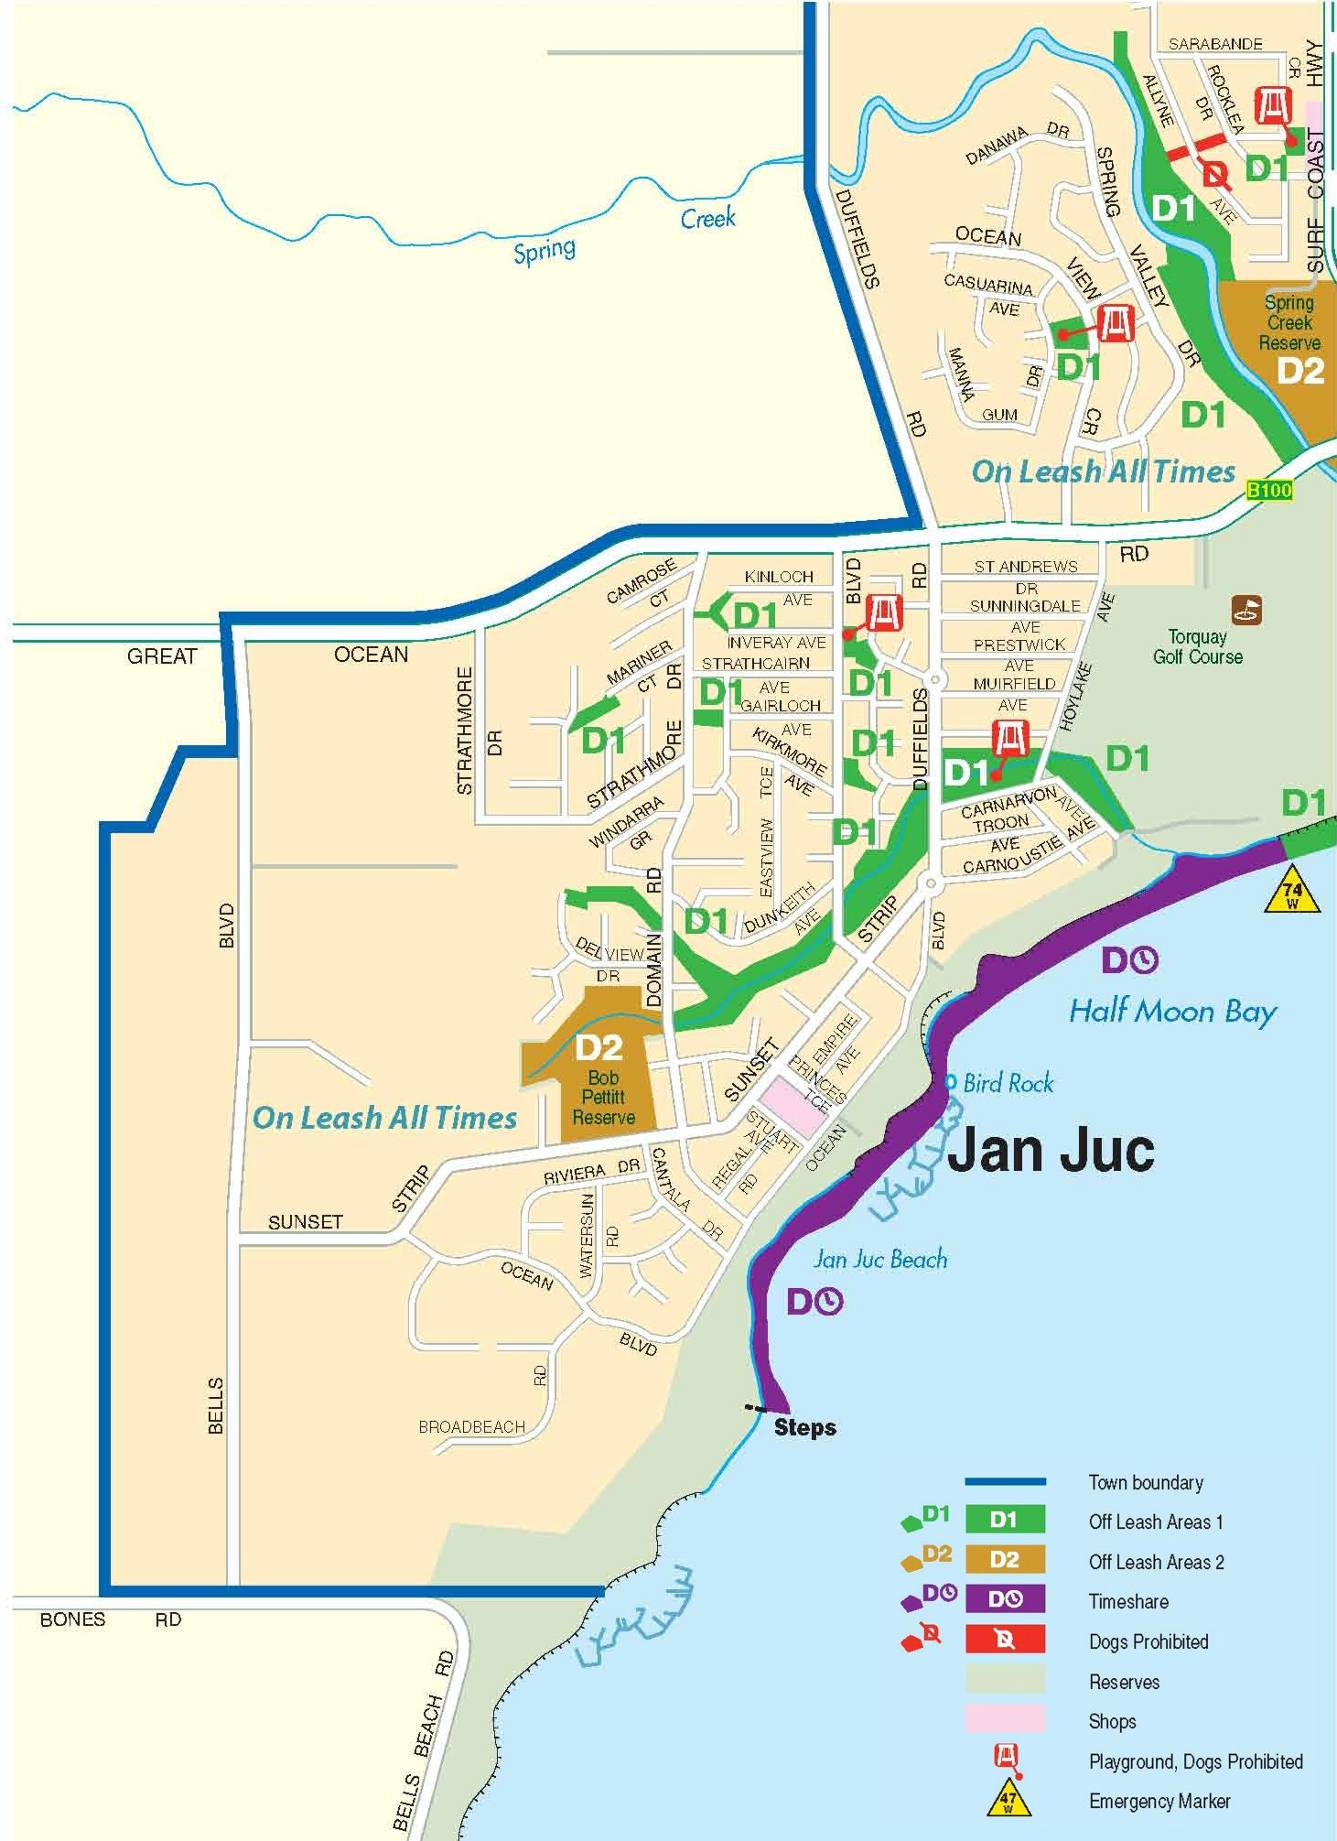 SARABANDE
CR
HWY
ALLYNE
ROCKLEA
DR
D
D1
COAST
SURF
AVE
D1
DANAWA DR
SPRING
Creek
Spring
DUFFIELDS
OCEAN
VIEW
VALLEY
CASUARINA
AVE
Spring
Creek
Reserve
D2
MANNA
DR
D1
DR
GUM
CR
D1
RD
On Leash All Times
B100
RD
CAMROSE
CT
KINLOCH
AVE
BLVD
RD
ST ANDREWS
DR
SUNNINGDALE
AVE
AVE
D1
INVERAY AVE
PRESTWICK
AVE
Torquay
Golf Course
GREAT
OCEAN
MARINER
CT
DR
STRATHCAIRN
AVE
D1
D1
MUIRFIELD
AVE
HOYLAKE
GAIRLOCH
AVE
STRATHMORE
DR
D1
STRATHMORE
KIRKMORE
AVE
D1
DUFFIELDS
D1
D1
TCE
EASTVIEW
WINDARRA
GR
CARNARVON
AVE
TROON
AVE
CARNOUSTIE AVE
D1
D1
74
W
RD
BLVD
D1
DUNKEITH
AVE
STRIP
BLVD
DELVIEW
DR
DOMAIN
D
Half Moon Bay
D2
Bob
Pettitt
Reserve
SUNSET
EMPIRE
AVE
PRINCES
TCE
Bird Rock
On Leash All Times
STUART
AVE
REGAL
RD
OCEAN
Jan Juc
STRIP
RIVIERA DR
CANTALA
DR
SUNSET
WATERSUN
RD
OCEAN
Jan Juc Beach
D
BLVD
RD
BELLS
BROADBEACH
Steps
Town boundary
D1 D1 Off Leash Areas 1
D2 D2 Off Leash Areas 2
D D Timeshare
D D Dogs Prohibited
Reserves
Shops
Playground, Dogs Prohibited
47
W
Emergency Marker
BONES RD
BELLS BEACH RD